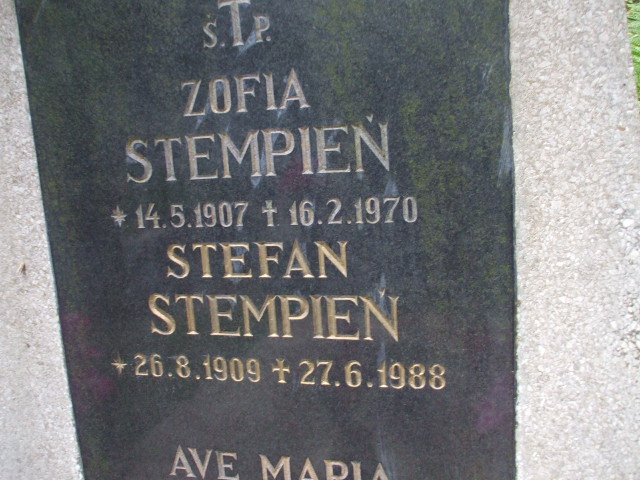 Ś.†P.
ZOFIA
STEMPIEŃ
* 14.5.1907 † 16.2.1970
STEFAN
STEMPIEŃ
* 26.8.1909 † 27.6.1988
AVE MARIA